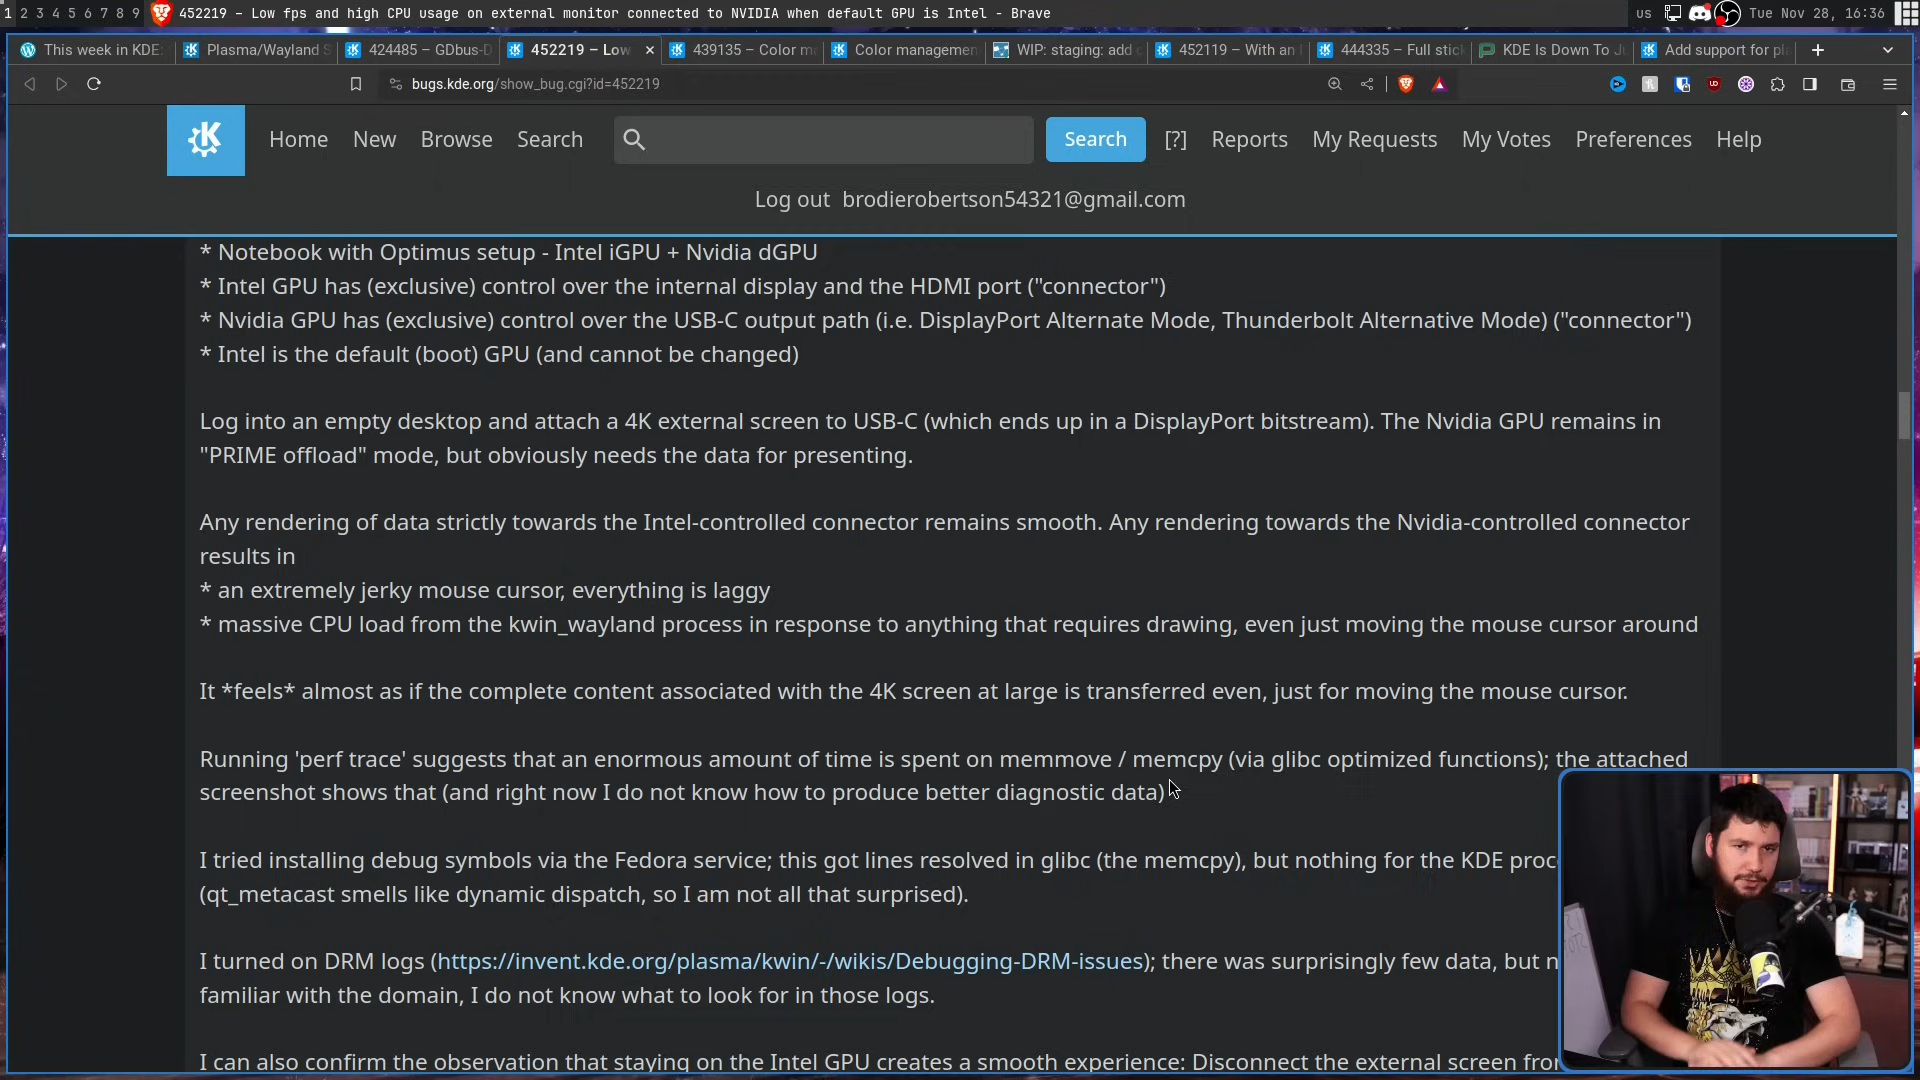 1 2 3 4 5 6 7 8 9 452219 – Low fps and high CPU usage on external monitor connected to NVIDIA when default GPU is Intel - Brave us Tue Nov 28, 16:36
This week in KDE: Plasma/Wayland S 424485 – GDbus-D 452219 – Low 439135 – Color m Color management WIP: staging: add 452119 – With an 444335 – Full stick KDE Is Down To Ju Add support for pl
bugs.kde.org/show_bug.cgi?id=452219
Home New Browse Search Search [?] Reports My Requests My Votes Preferences Help
Log out brodierobertson54321@gmail.com
* Notebook with Optimus setup - Intel iGPU + Nvidia dGPU
* Intel GPU has (exclusive) control over the internal display and the HDMI port ("connector")
* Nvidia GPU has (exclusive) control over the USB-C output path (i.e. DisplayPort Alternate Mode, Thunderbolt Alternative Mode) ("connector")
* Intel is the default (boot) GPU (and cannot be changed)
Log into an empty desktop and attach a 4K external screen to USB-C (which ends up in a DisplayPort bitstream). The Nvidia GPU remains in
"PRIME offload" mode, but obviously needs the data for presenting.
Any rendering of data strictly towards the Intel-controlled connector remains smooth. Any rendering towards the Nvidia-controlled connector
results in
* an extremely jerky mouse cursor, everything is laggy
* massive CPU load from the kwin_wayland process in response to anything that requires drawing, even just moving the mouse cursor around
It *feels* almost as if the complete content associated with the 4K screen at large is transferred even, just for moving the mouse cursor.
Running 'perf trace' suggests that an enormous amount of time is spent on memmove / memcpy (via glibc optimized functions); the attached
screenshot shows that (and right now I do not know how to produce better diagnostic data)
I tried installing debug symbols via the Fedora service; this got lines resolved in glibc (the memcpy), but nothing for the KDE proc
(qt_metacast smells like dynamic dispatch, so I am not all that surprised).
I turned on DRM logs (https://invent.kde.org/plasma/kwin/-/wikis/Debugging-DRM-issues); there was surprisingly few data, but n
familiar with the domain, I do not know what to look for in those logs.
I can also confirm the observation that staying on the Intel GPU creates a smooth experience: Disconnect the external screen fro